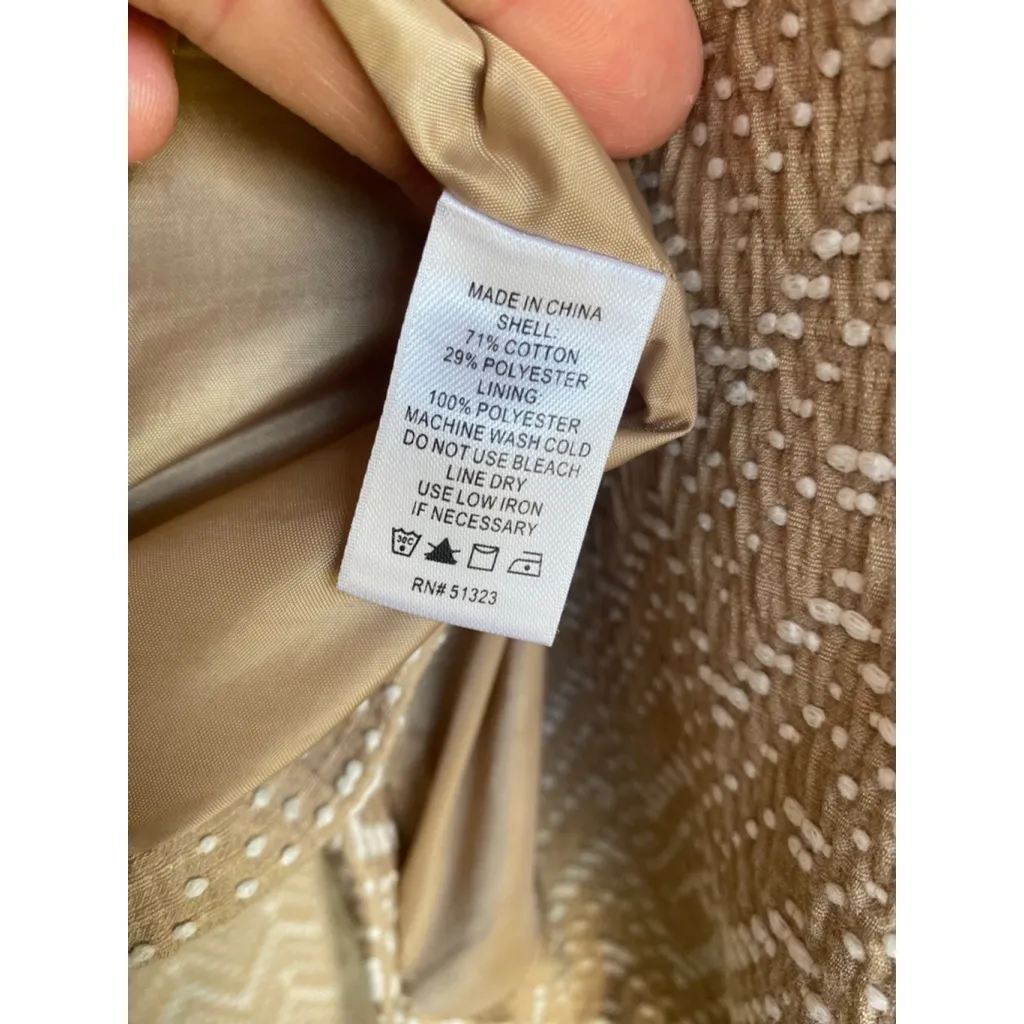 MADE IN CHINA
SHELL:
71% COTTON
29% POLYESTER
LINING
100% POLYESTER
MACHINE WASH COLD
DO NOT USE BLEACH
LINE DRY
USE LOW IRON
IF NECESSARY
30C
RN# 51323